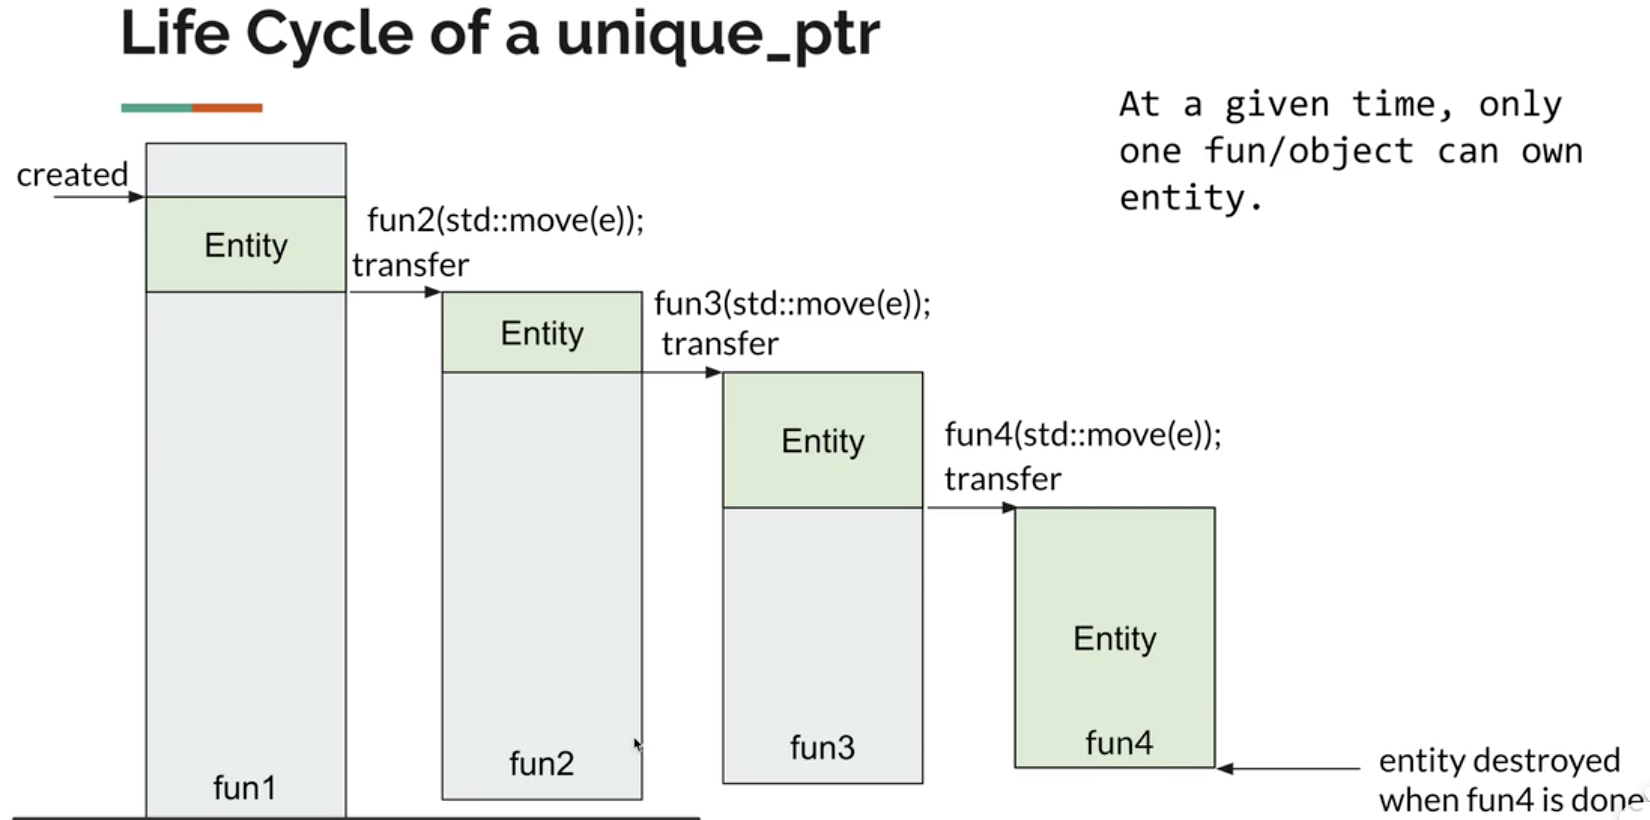 Life Cycle of a unique_ptr
At a given time, only
one fun/object can own
entity.
created
Entity
fun2(std::move(e));
transfer
Entity
fun3(std::move(e));
transfer
Entity
fun4(std::move(e));
transfer
Entity
fun1
fun2
fun3
fun4
entity destroyed
when fun4 is done